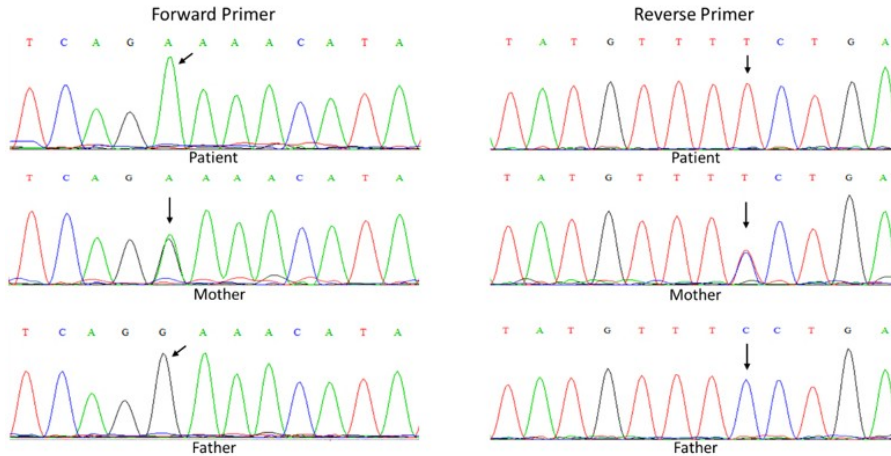 Forward Primer
T C A G A A A A C A T A
Patient
T C A G A A A A C A T A
Mother
T C A G G A A A C A T A
Father
Reverse Primer
T A T G T T T T C T G A
Patient
T A T G T T T T C T G A
Mother
T A T G T T T C C T G A
Father